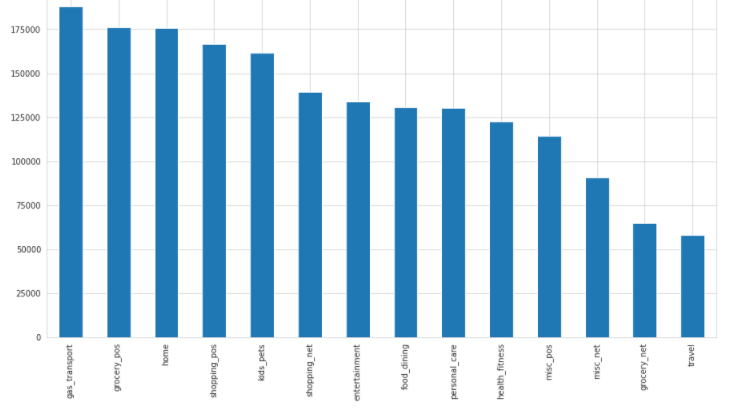 175000
150000
125000
100000
75000
50000
25000
0
gas_transport
grocery_pos
home
shopping_pos
kids_pets
shopping_net
entertainment
food_dining
personal_care
health_fitness
misc_pos
misc_net
grocery_net
travel